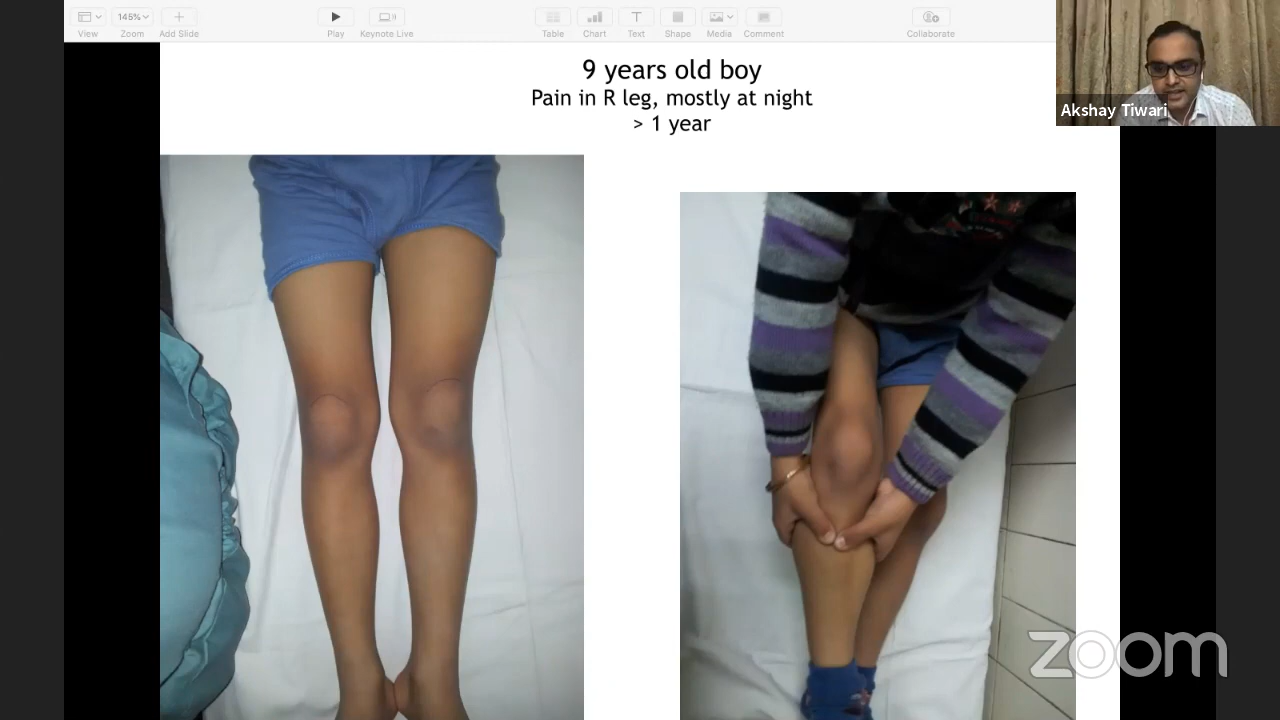 View
Zoom
Add Slide
145%
Play
Keynote Live
Table
Chart
Text
Shape
Media
Comment
Collaborate
9 years old boy
Pain in R leg, mostly at night
> 1 year
Akshay Tiwari
zoom